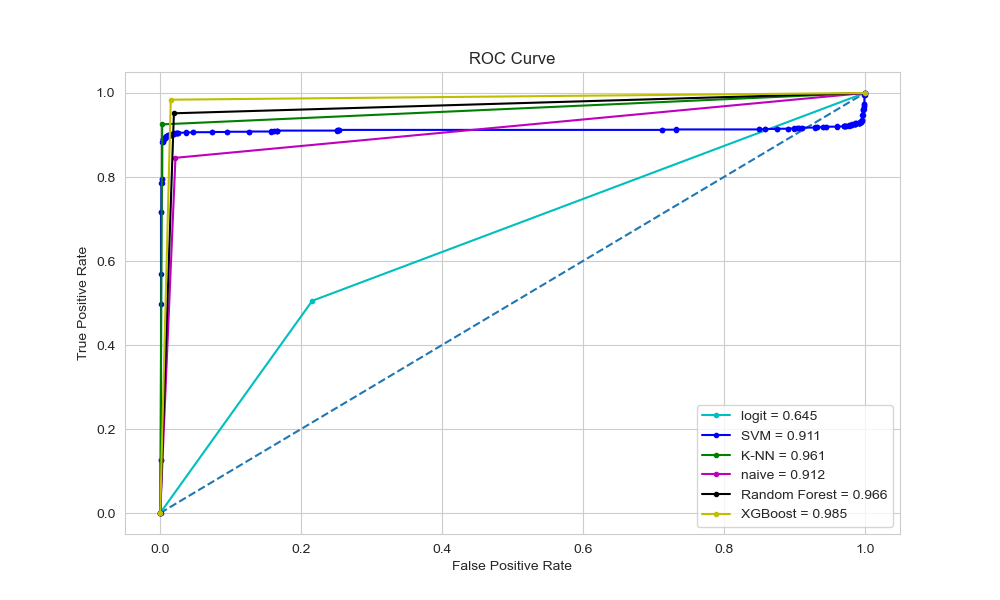 ROC Curve
True Positive Rate
1.0
0.8
0.6
0.4
0.2
0.0
0.0 0.2 0.4 0.6 0.8 1.0
False Positive Rate
logit = 0.645
SVM = 0.911
K-NN = 0.961
naive = 0.912
Random Forest = 0.966
XGBoost = 0.985